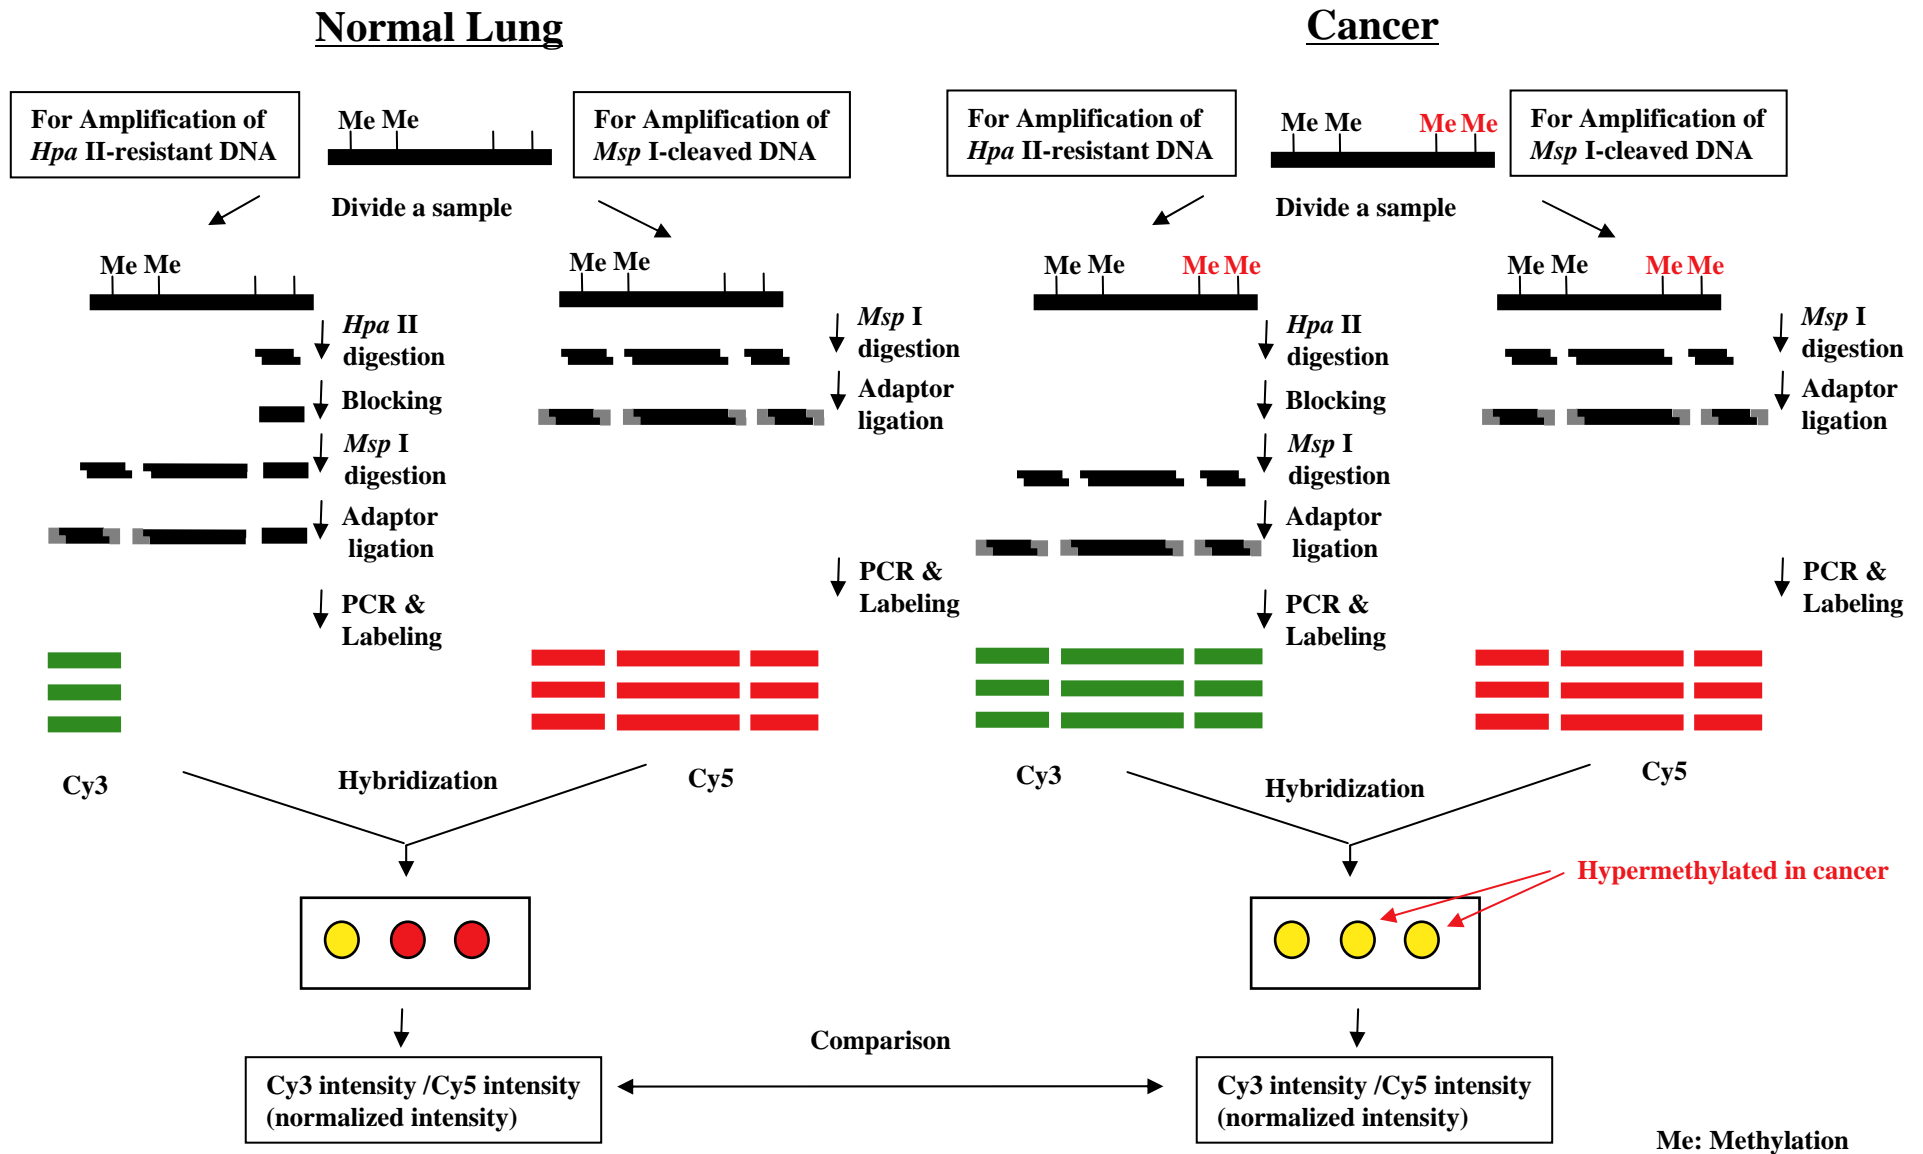 Normal Lung
Cancer
For Amplification of
Hpa II-resistant DNA
Me Me
For Amplification of
Msp I-cleaved DNA
Divide a sample
Me Me
Me Me
Hpa II
digestion
Blocking
Msp I
digestion
Adaptor
ligation
PCR &
Labeling
Msp I
digestion
Adaptor
ligation
PCR &
Labeling
Cy3
Hybridization
Cy5
Cy3 intensity /Cy5 intensity
(normalized intensity)
Comparison
For Amplification of
Hpa II-resistant DNA
Me Me Me Me
For Amplification of
Msp I-cleaved DNA
Divide a sample
Me Me Me Me
Me Me Me Me
Hpa II
digestion
Blocking
Msp I
digestion
Adaptor
ligation
PCR &
Labeling
Msp I
digestion
Adaptor
ligation
PCR &
Labeling
Cy3
Hybridization
Cy5
Hypermethylated in cancer
Cy3 intensity /Cy5 intensity
(normalized intensity)
Me: Methylation